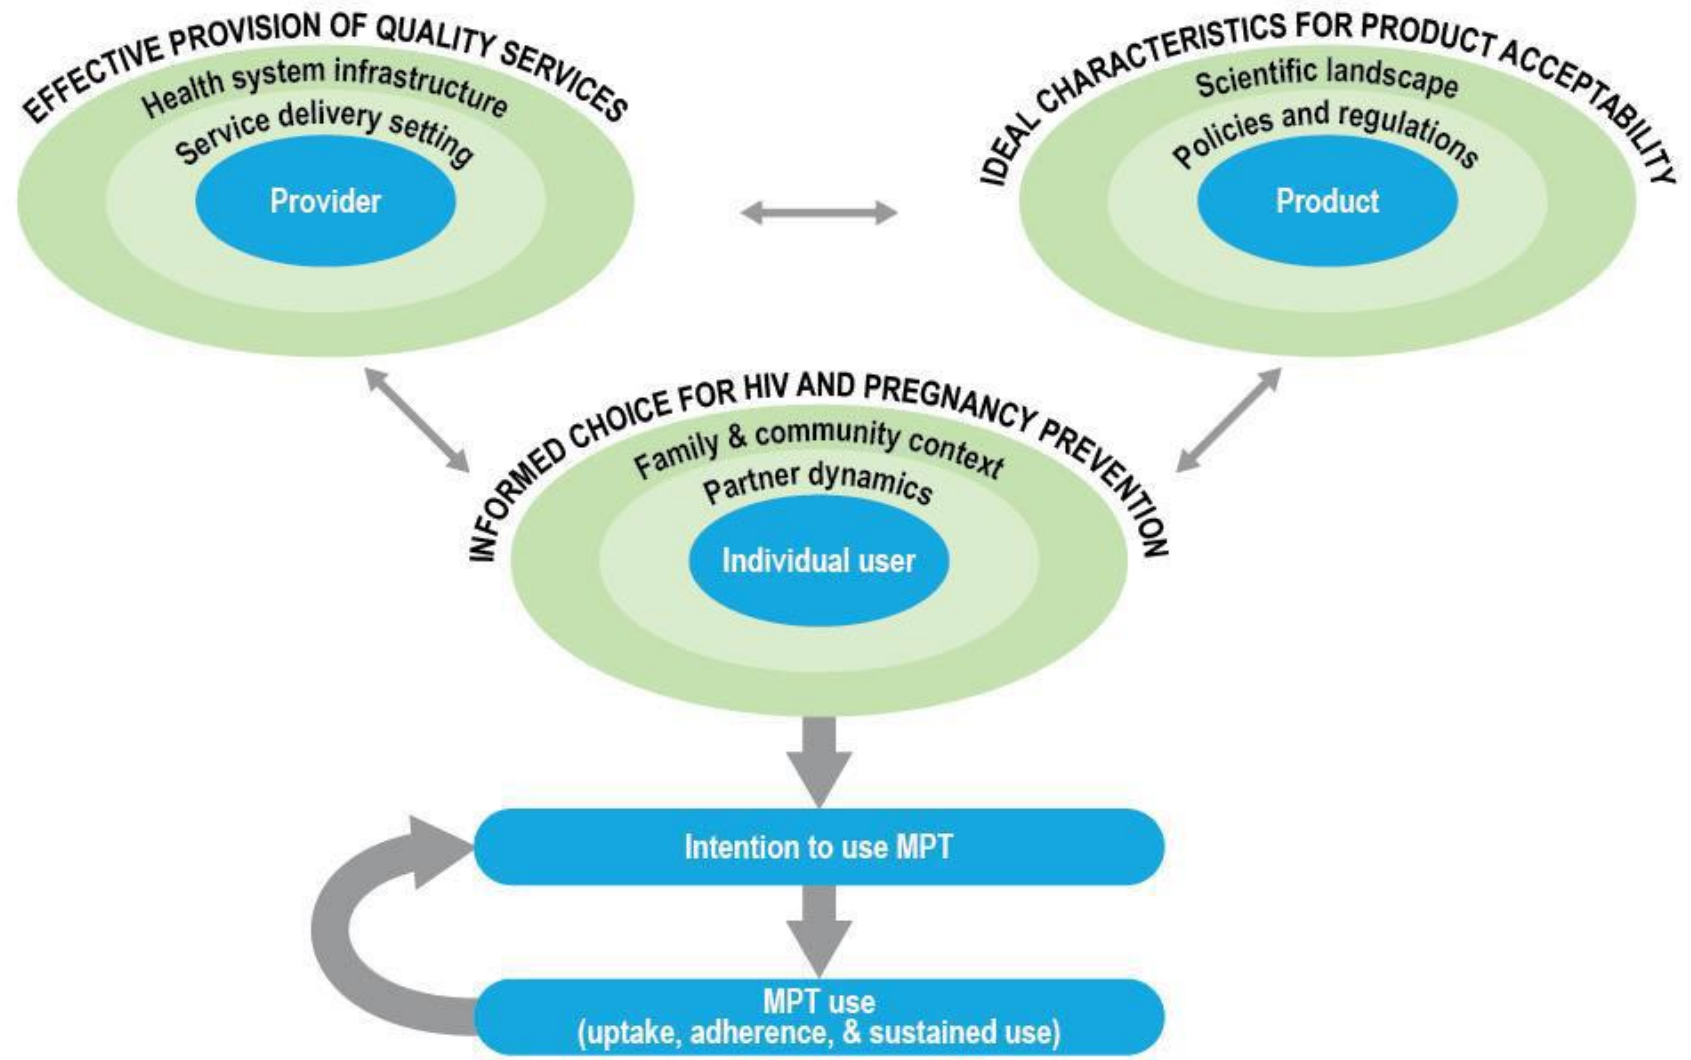 EFFECTIVE PROVISION OF QUALITY SERVICES
Health system infrastructure
Service delivery setting
Provider
IDEAL CHARACTERISTICS FOR PRODUCT ACCEPTABILITY
Scientific landscape
Policies and regulations
Product
INFORMED CHOICE FOR HIV AND PREGNANCY PREVENTION
Family & community context
Partner dynamics
Individual user
Intention to use MPT
MPT use
(uptake, adherence, & sustained use)